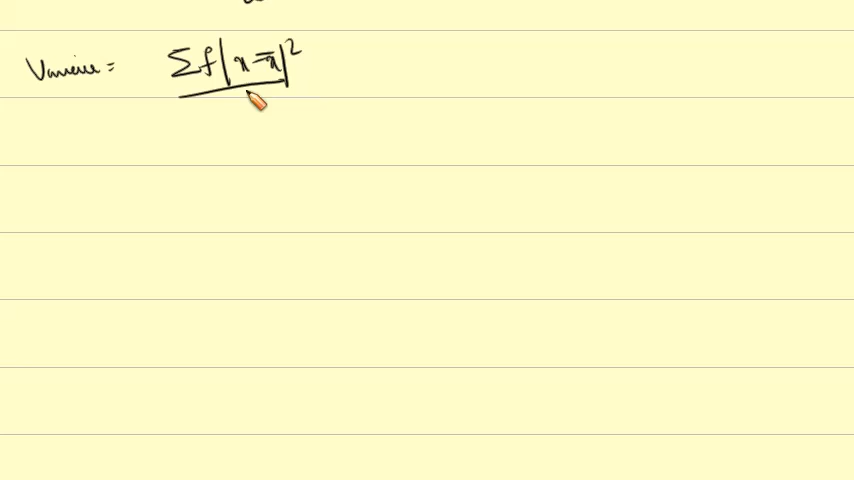 Variance = Σf|x-x̄|²